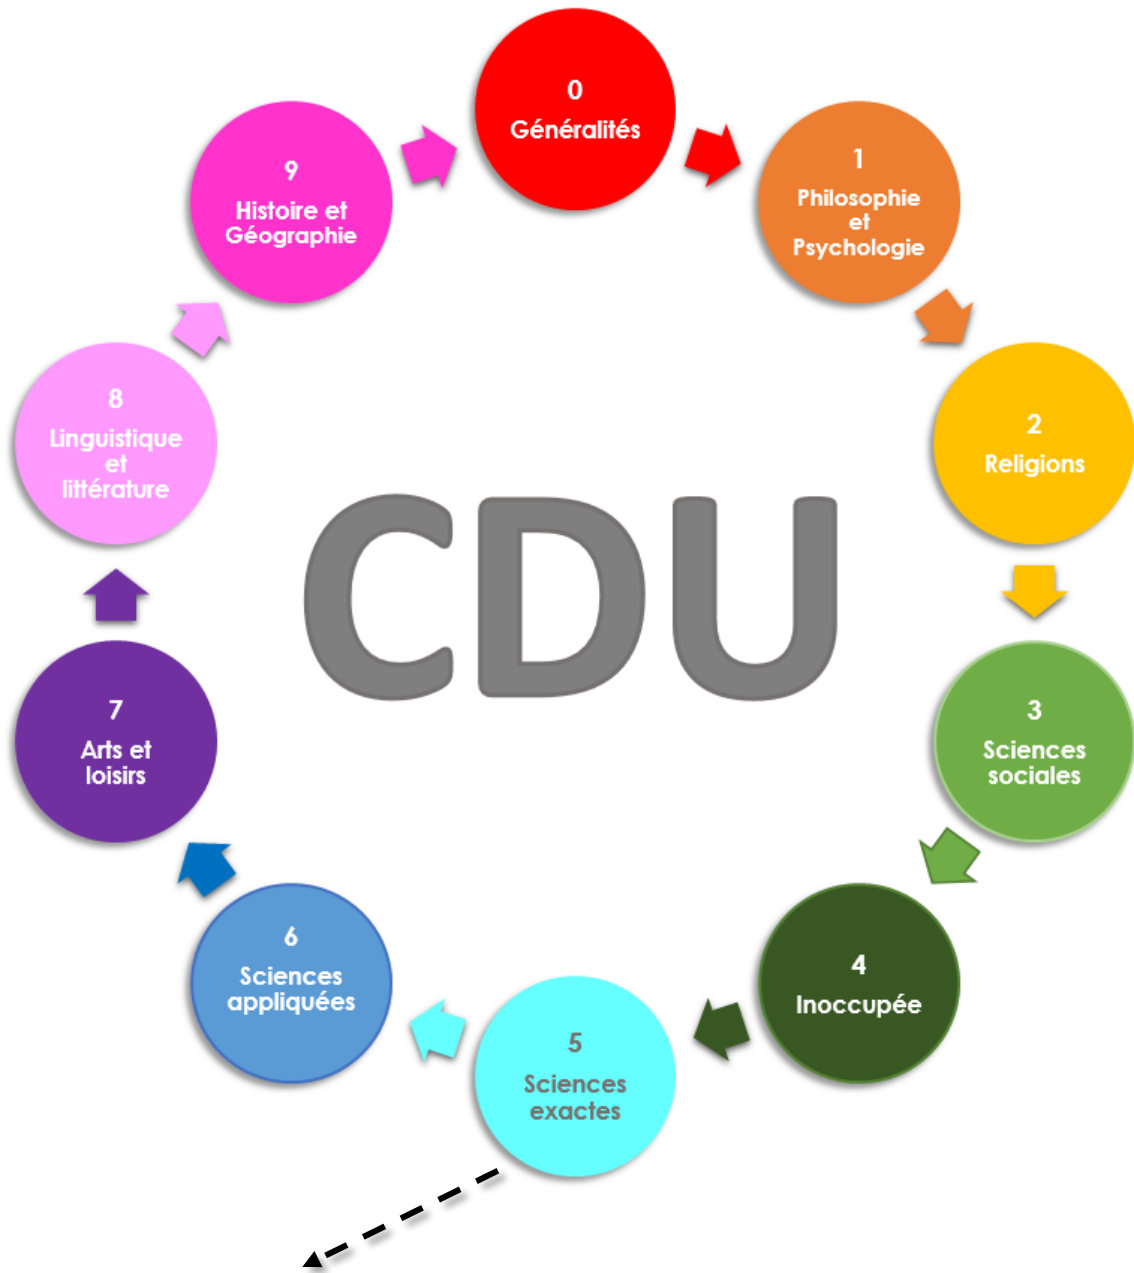 0
Généralités
1
Philosophie
et
Psychologie
2
Religions
3
Sciences
sociales
4
Inoccupée
5
Sciences
exactes
6
Sciences
appliquées
7
Arts et
loisirs
8
Linguistique
et
littérature
9
Histoire et
Géographie
CDU